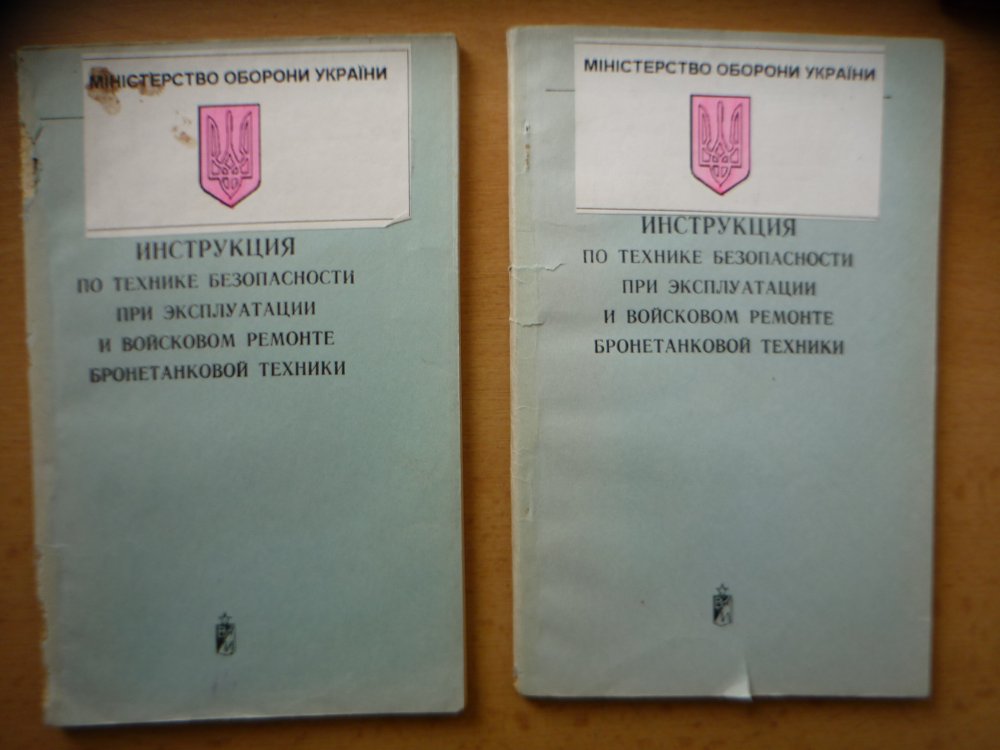 МІНІСТЕРСТВО ОБОРОНИ УКРАЇНИ
ИНСТРУКЦИЯ
ПО ТЕХНИКЕ БЕЗОПАСНОСТИ
ПРИ ЭКСПЛУАТАЦИИ
И ВОЙСКОВОМ РЕМОНТЕ
БРОНЕТАНКОВОЙ ТЕХНИКИ
МІНІСТЕРСТВО ОБОРОНИ УКРАЇНИ
ИНСТРУКЦИЯ
ПО ТЕХНИКЕ БЕЗОПАСНОСТИ
ПРИ ЭКСПЛУАТАЦИИ
И ВОЙСКОВОМ РЕМОНТЕ
БРОНЕТАНКОВОЙ ТЕХНИКИ